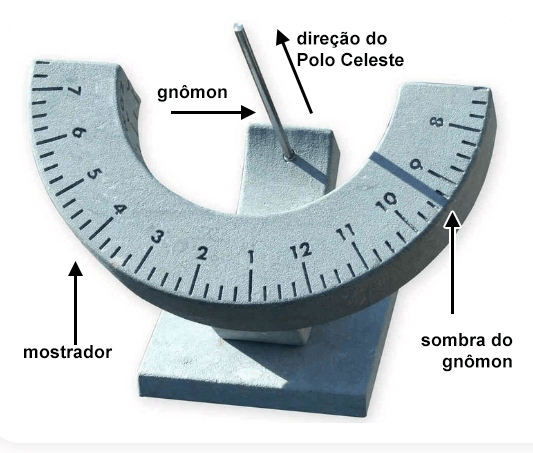 direção do
Polo Celeste
gnômon
7
6
5
4
3
2
1
12
11
10
9
8
mostrador
sombra do
gnômon